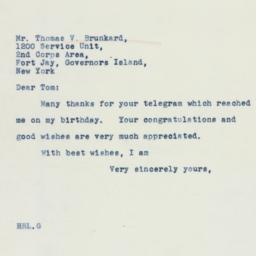 Mr. Thomas V. Brunkard,
1200 Service Unit,
2nd Corps Area,
Fort Jay, Governors Island,
New York
Dear Tom:
Many thanks for your telegram which reached
me on my birthday. Your congratulations and
good wishes are very much appreciated.
With best wishes, I am
Very sincerely yours,
HHL.G